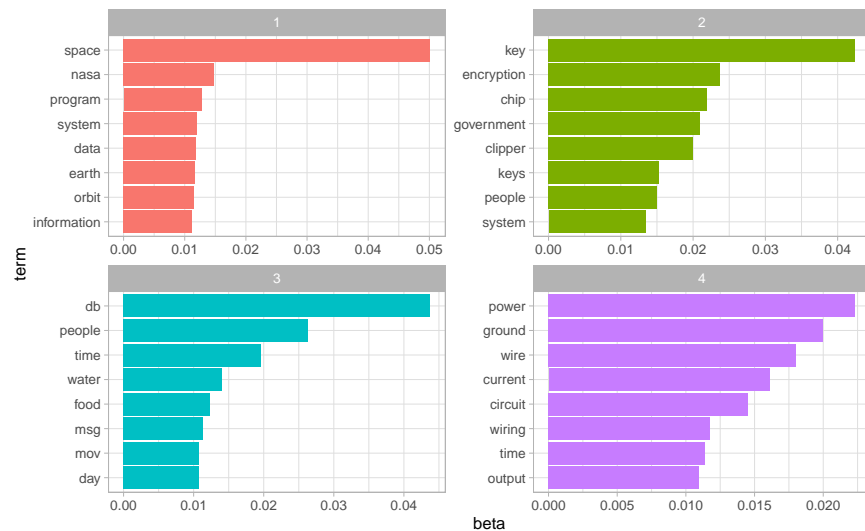 1
space
nasa
program
system
data
earth
orbit
information
0.00 0.01 0.02 0.03 0.04 0.05
2
key
encryption
chip
government
clipper
keys
people
system
0.00 0.01 0.02 0.03 0.04
term
3
db
people
time
water
food
msg
mov
day
0.00 0.01 0.02 0.03 0.04
4
power
ground
wire
current
circuit
wiring
time
output
0.000 0.005 0.010 0.015 0.020
beta